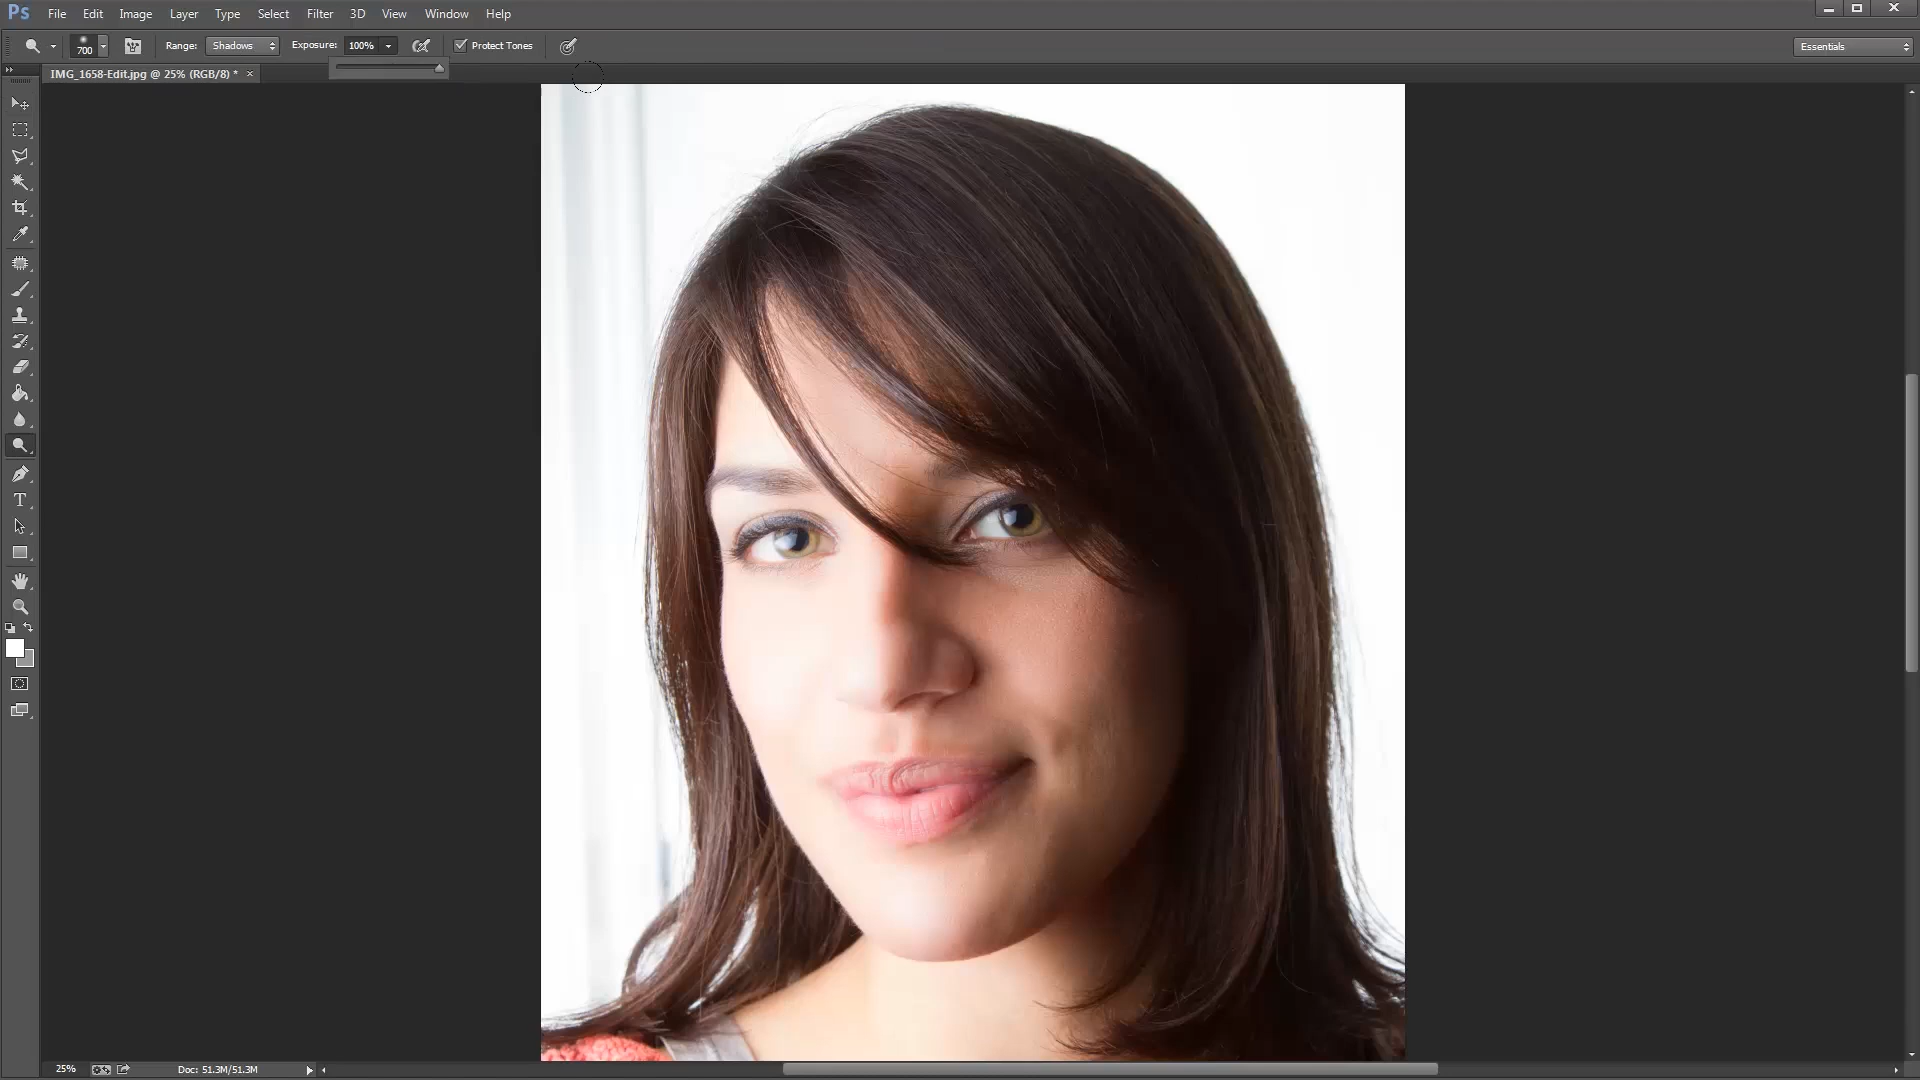 Ps File Edit Image Layer Type Select Filter 3D View Window Help
700 Range: Shadows Exposure: 100% Protect Tones Essentials
IMG_1658-Edit.jpg @ 25% (RGB/8) * ×
T
25% Doc: 51.3M/51.3M